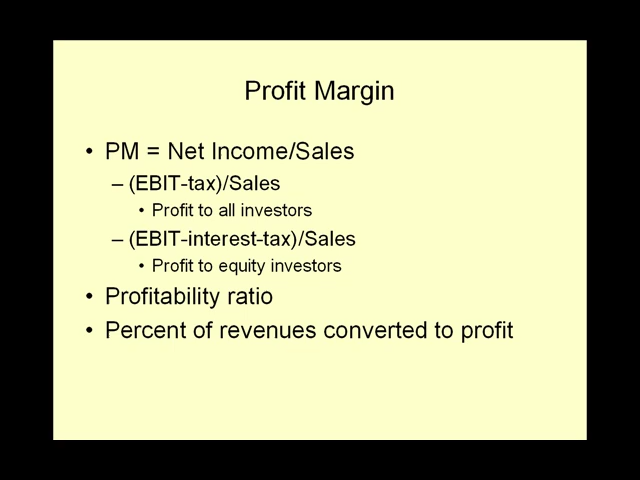 Profit Margin
• PM = Net Income/Sales
– (EBIT-tax)/Sales
• Profit to all investors
– (EBIT-interest-tax)/Sales
• Profit to equity investors
• Profitability ratio
• Percent of revenues converted to profit